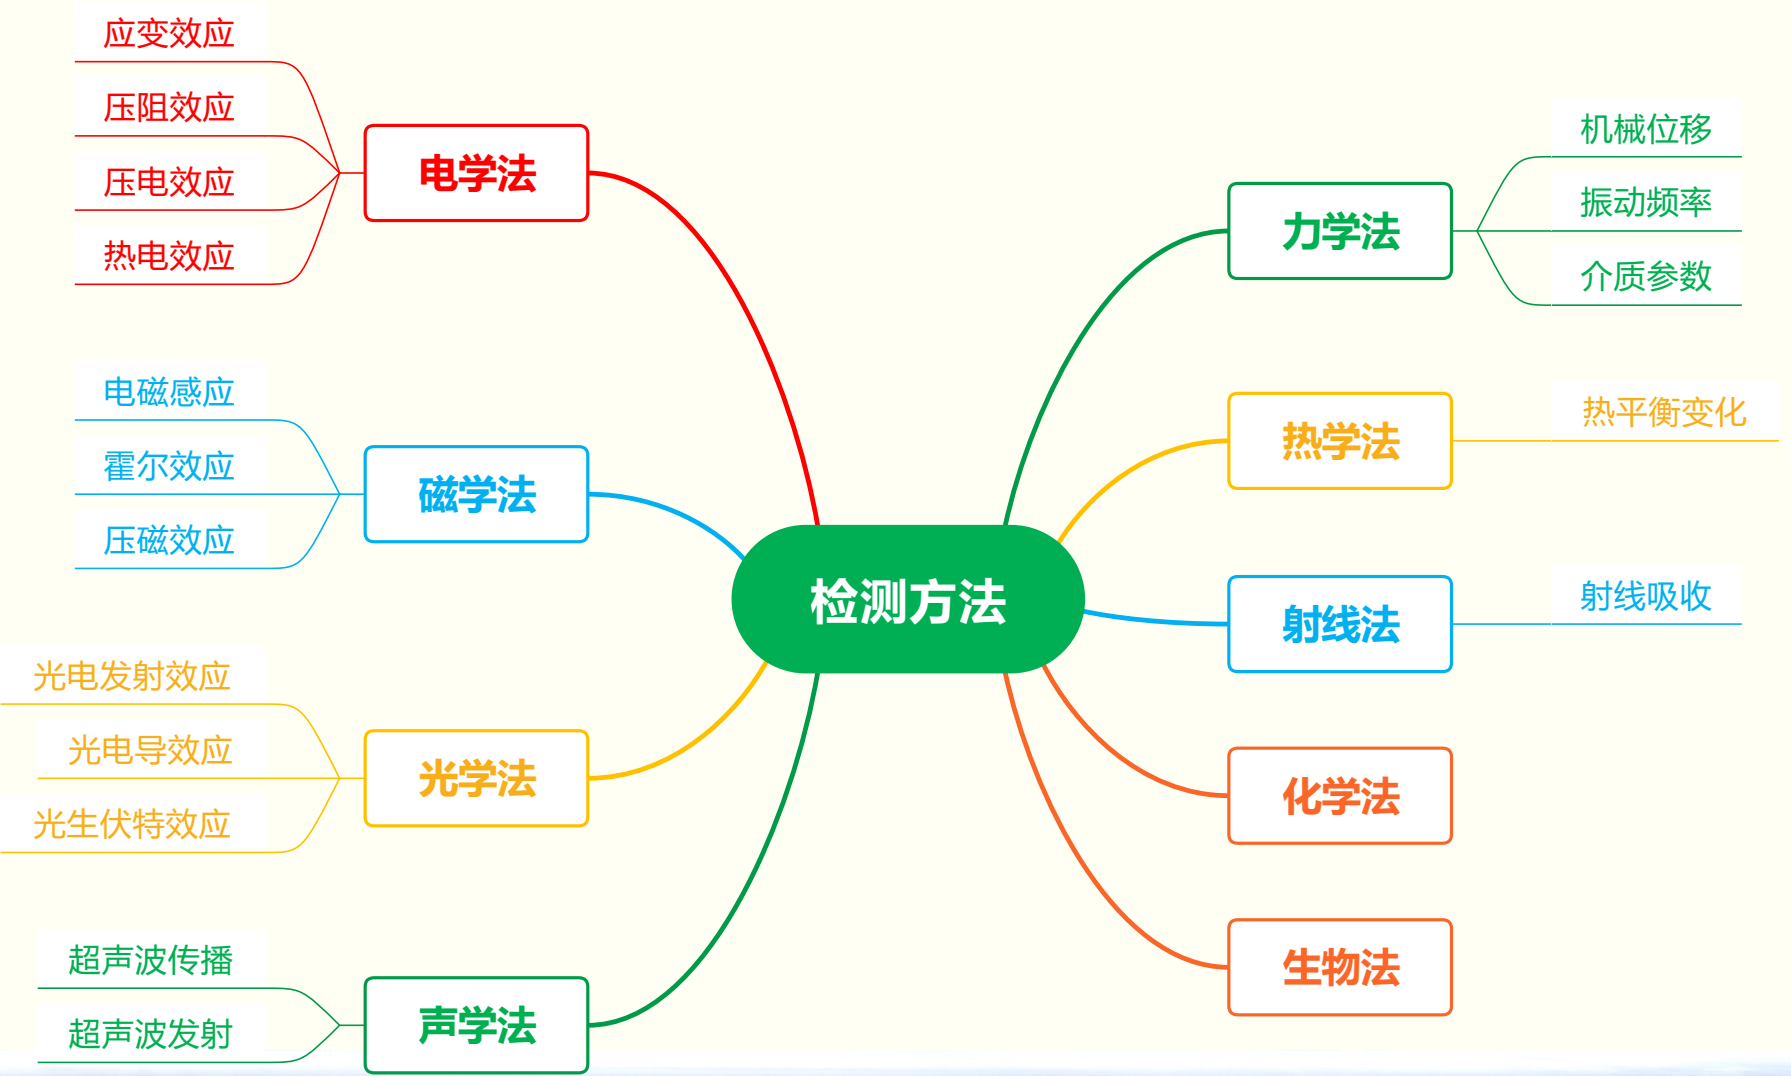 检测方法
电学法
应变效应
压阻效应
压电效应
热电效应
磁学法
电磁感应
霍尔效应
压磁效应
光学法
光电发射效应
光电导效应
光生伏特效应
声学法
超声波传播
超声波发射
力学法
机械位移
振动频率
介质参数
热学法
热平衡变化
射线法
射线吸收
化学法
生物法